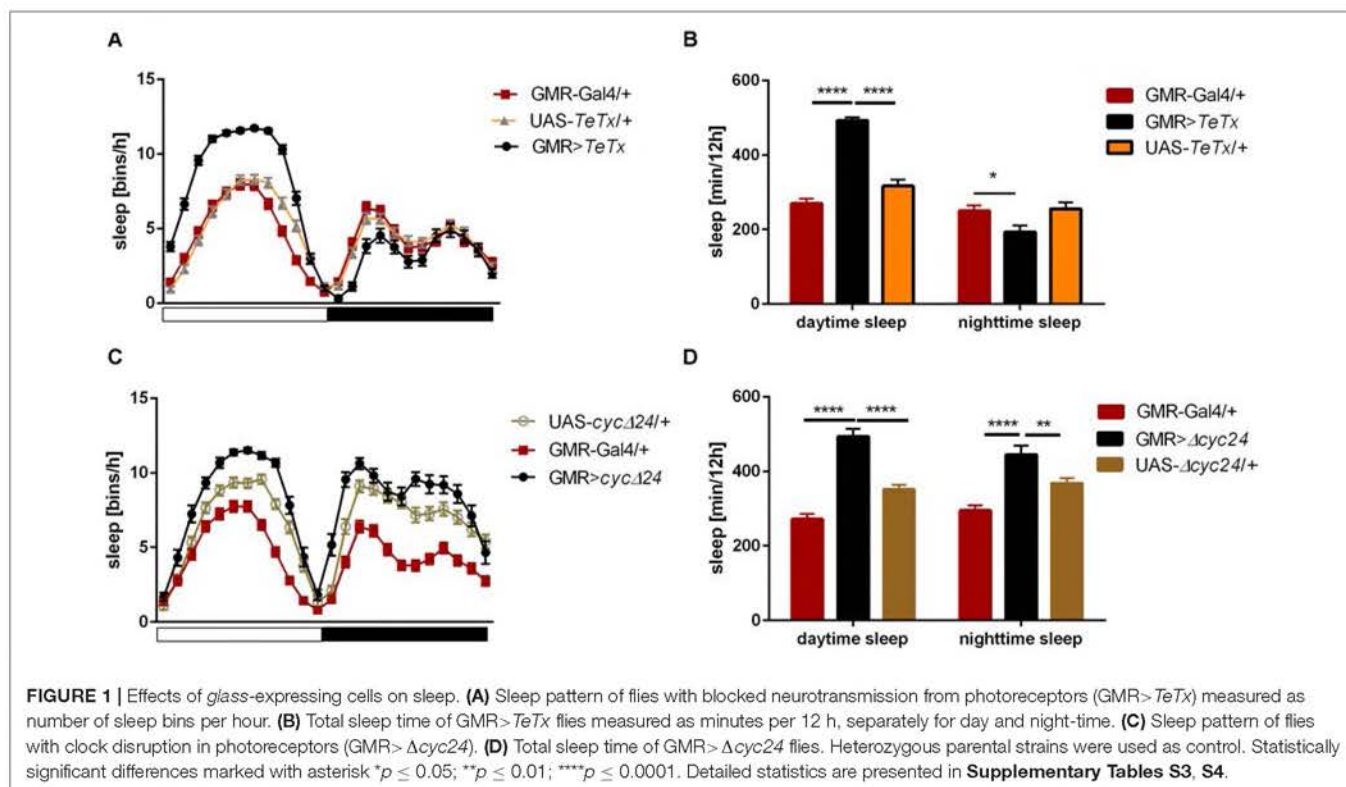 A
sleep [bins/h]
15
10
5
0
GMR-Gal4/+
UAS-TeTx/+
GMR>TeTx
B
sleep [min/12h]
600
400
200
0
**** ****
*
daytime sleep
nighttime sleep
GMR-Gal4/+
GMR>TeTx
UAS-TeTx/+
C
sleep [bins/h]
15
10
5
0
UAS-cycΔ24/+
GMR-Gal4/+
GMR>cycΔ24
D
sleep [min/12h]
600
400
200
0
**** ****
**** **
daytime sleep
nighttime sleep
GMR-Gal4/+
GMR>Δcyc24
UAS-Δcyc24/+
FIGURE 1 | Effects of glass-expressing cells on sleep. (A) Sleep pattern of flies with blocked neurotransmission from photoreceptors (GMR>TeTx) measured as
number of sleep bins per hour. (B) Total sleep time of GMR>TeTx flies measured as minutes per 12 h, separately for day and night-time. (C) Sleep pattern of flies
with clock disruption in photoreceptors (GMR> Δcyc24). (D) Total sleep time of GMR> Δcyc24 flies. Heterozygous parental strains were used as control. Statistically
significant differences marked with asterisk *p ≤ 0.05; **p ≤ 0.01; ****p ≤ 0.0001. Detailed statistics are presented in Supplementary Tables S3, S4.